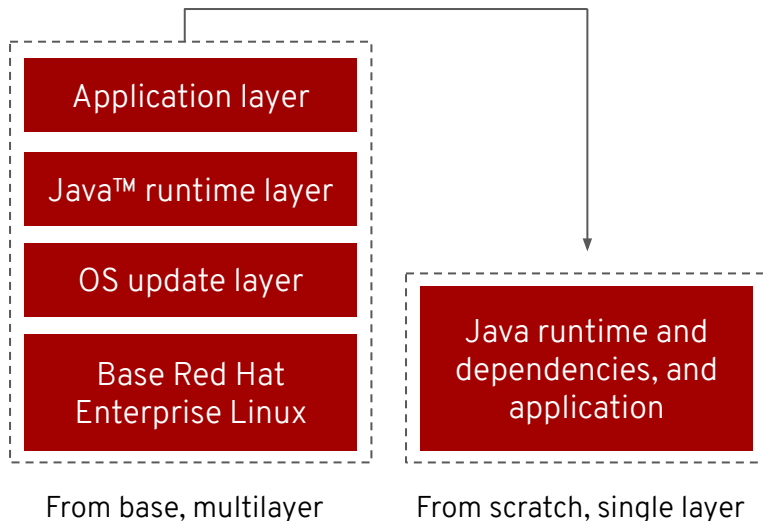 Application layer
Java™ runtime layer
OS update layer
Base Red Hat
Enterprise Linux
From base, multilayer
Java runtime and
dependencies, and
application
From scratch, single layer